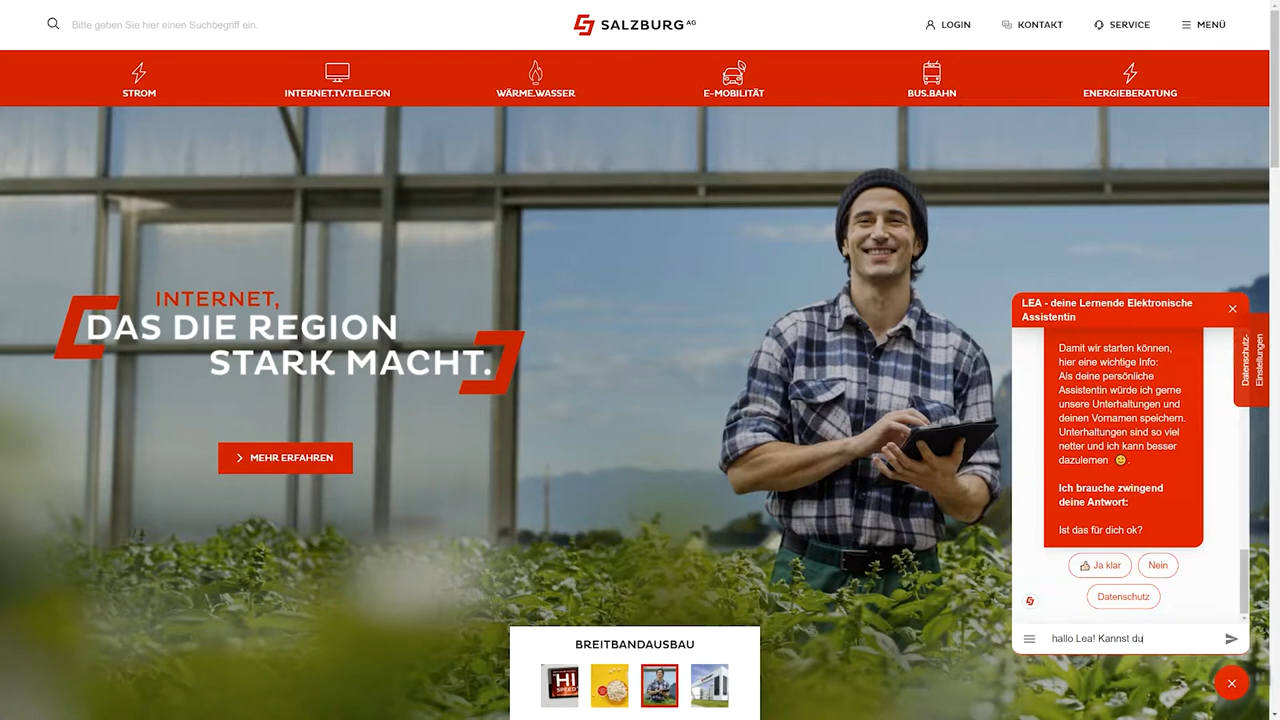 Bitte geben Sie hier einen Suchbegriff ein.
SALZBURG AG
LOGIN
KONTAKT
SERVICE
MENÜ
STROM
INTERNET.TV.TELEFON
WÄRME.WASSER
E-MOBILITÄT
BUS.BAHN
ENERGIEBERATUNG
INTERNET,
DAS DIE REGION
STARK MACHT.
MEHR ERFAHREN
BREITBANDAUSBAU
HI
SPEED
LEA - deine Lernende Elektronische
Assistentin
Datenschutz-
Einstellungen
Damit wir starten können,
hier eine wichtige Info:
Als deine persönliche
Assistentin würde ich gerne
unsere Unterhaltungen und
deinen Vornamen speichern.
Unterhaltungen sind so viel
netter und ich kann besser
dazulernen 😊.
Ich brauche zwingend
deine Antwort:
Ist das für dich ok?
👍 Ja klar
Nein
Datenschutz
hallo Lea! Kannst du